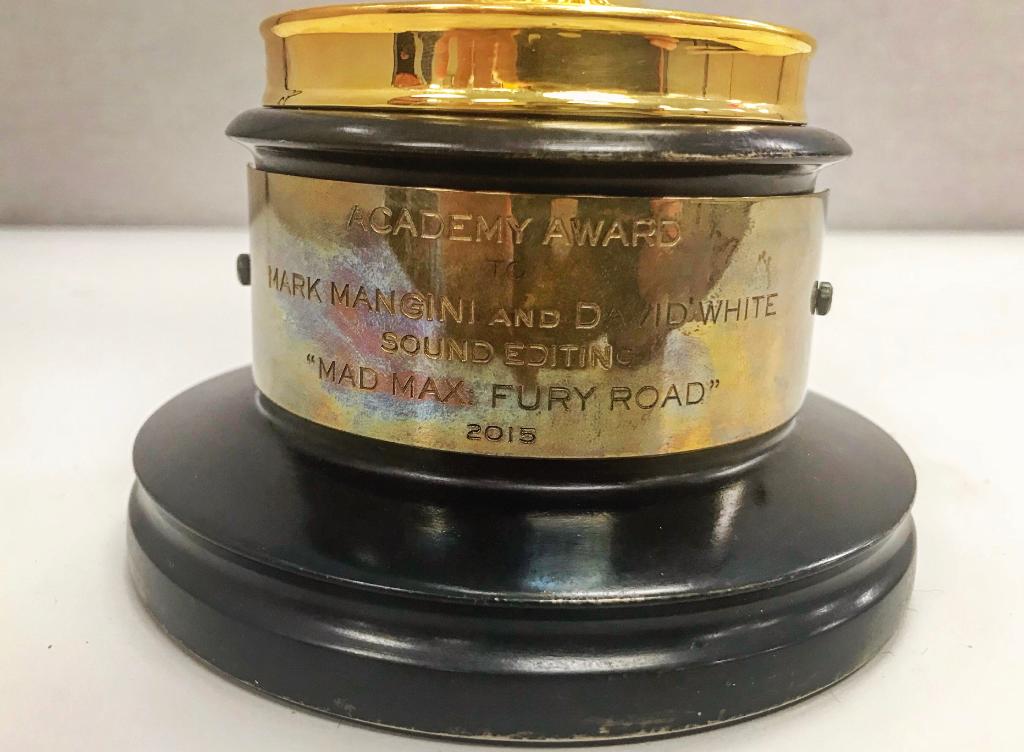 ACADEMY AWARD
TO
MARK MANGINI AND DAVID WHITE
SOUND EDITING
"MAD MAX: FURY ROAD"
2015